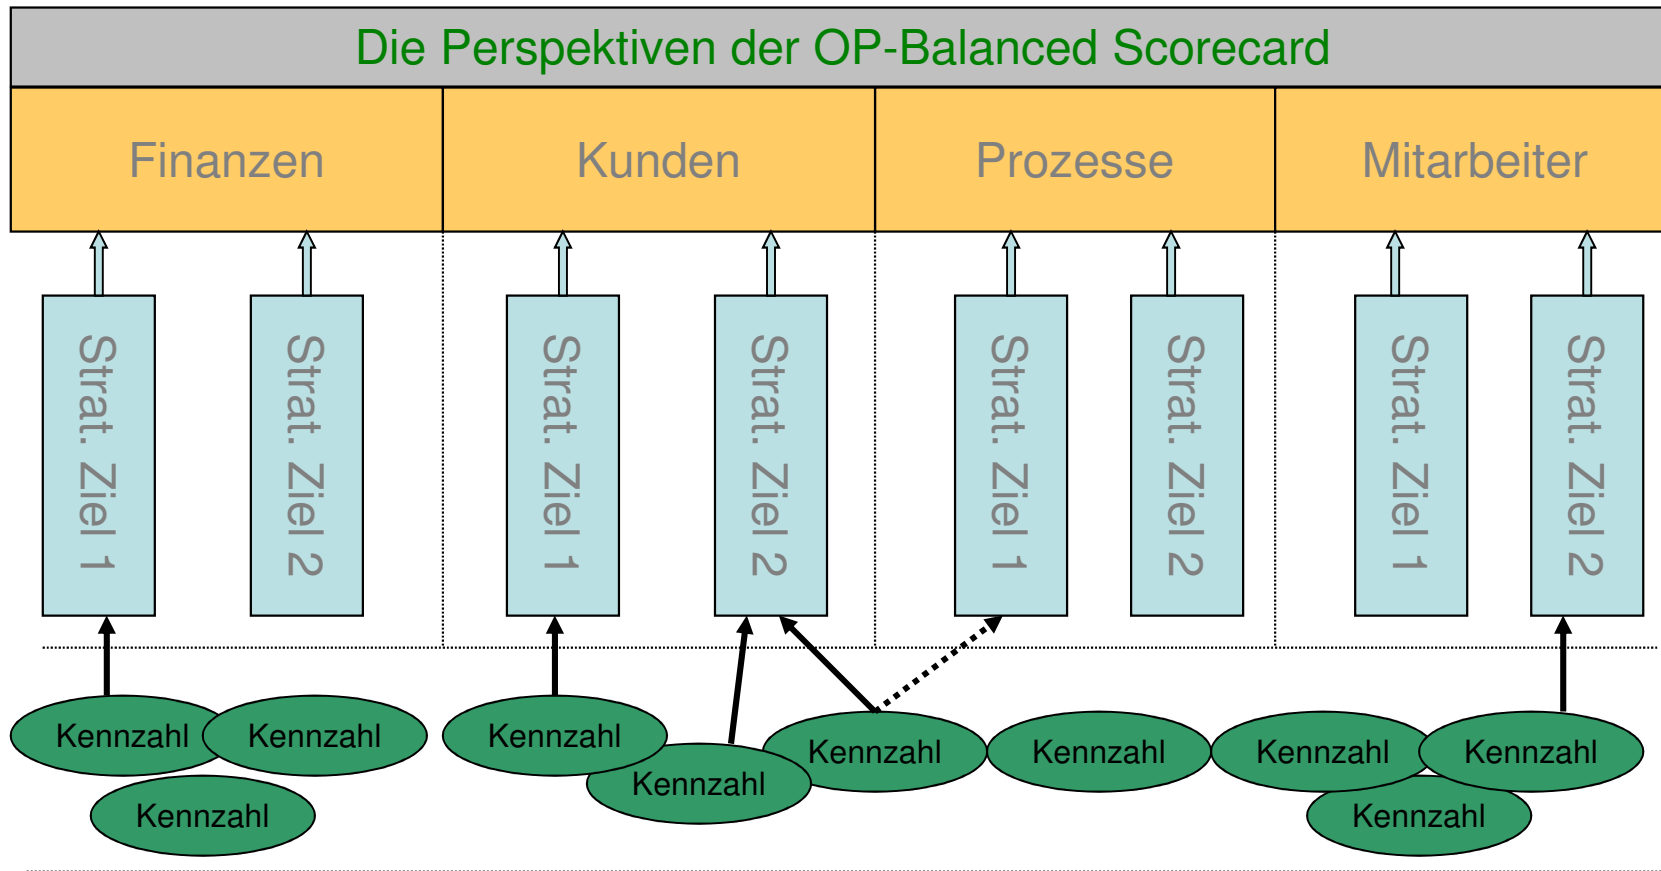 Die Perspektiven der OP-Balanced Scorecard
Finanzen
Kunden
Prozesse
Mitarbeiter
Strat. Ziel 1
Strat. Ziel 2
Strat. Ziel 1
Strat. Ziel 2
Strat. Ziel 1
Strat. Ziel 2
Strat. Ziel 1
Strat. Ziel 2
Kennzahl
Kennzahl
Kennzahl
Kennzahl
Kennzahl
Kennzahl
Kennzahl
Kennzahl
Kennzahl
Kennzahl